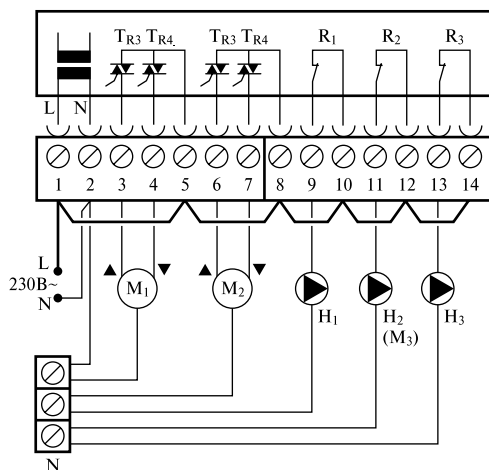 TR3 TR4 TR3 TR4 R1 R2 R3
L N
1 2 3 4 5 6 7 8 9 10 11 12 13 14
L
230В~
N
▲ ▼ ▲ ▼
M1 M2
H1 H2 H3
(M3)
N